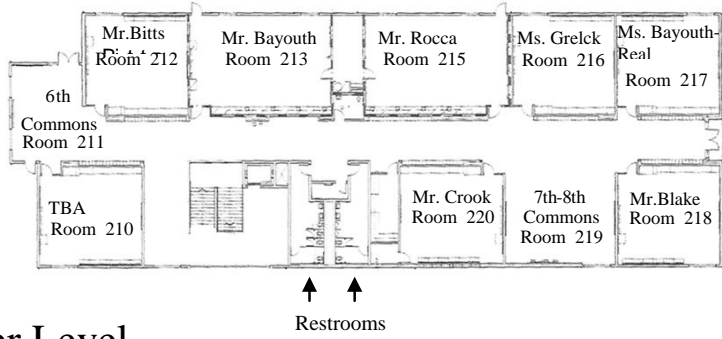 Mr.Bitts
Room 212
Mr. Bayouth
Room 213
Mr. Rocca
Room 215
Ms. Grelck
Room 216
Ms. Bayouth-
Real
Room 217
6th
Commons
Room 211
TBA
Room 210
Mr. Crook
Room 220
7th-8th
Commons
Room 219
Mr.Blake
Room 218
Restrooms
Level